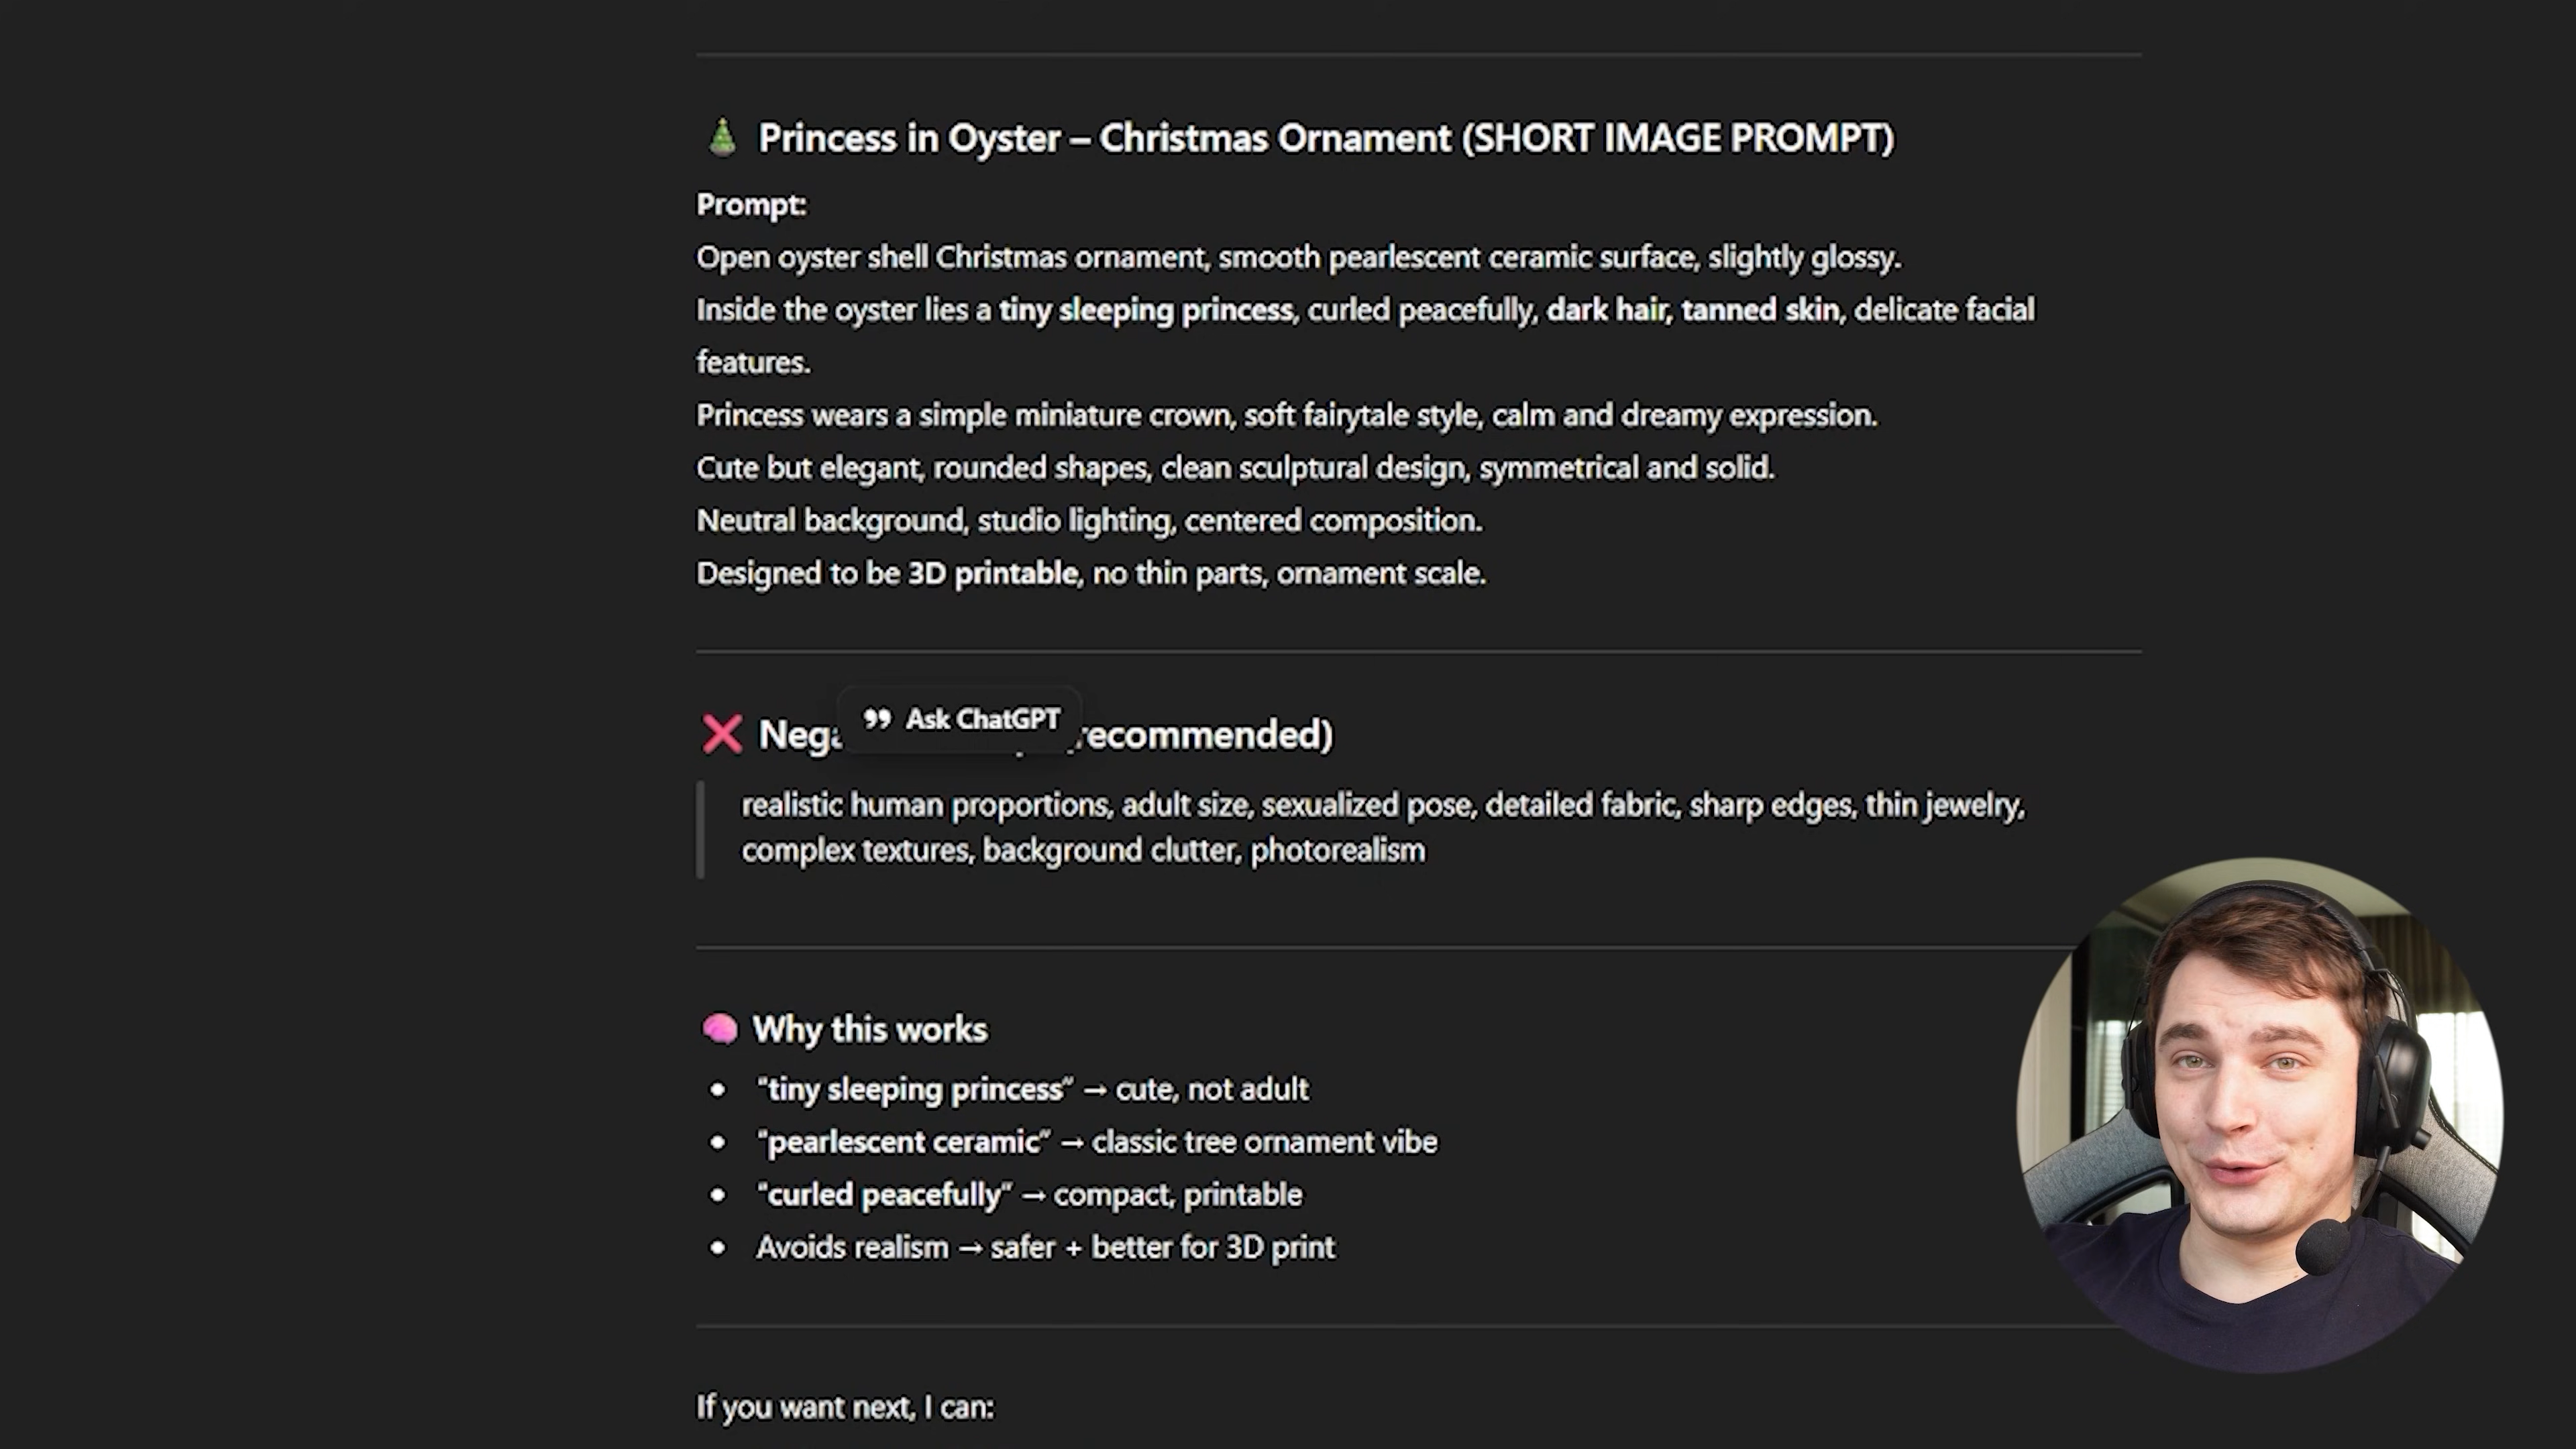 Princess in Oyster – Christmas Ornament (SHORT IMAGE PROMPT)
Prompt:
Open oyster shell Christmas ornament, smooth pearlescent ceramic surface, slightly glossy.
Inside the oyster lies a tiny sleeping princess, curled peacefully, dark hair, tanned skin, delicate facial
features.
Princess wears a simple miniature crown, soft fairytale style, calm and dreamy expression.
Cute but elegant, rounded shapes, clean sculptural design, symmetrical and solid.
Neutral background, studio lighting, centered composition.
Designed to be 3D printable, no thin parts, ornament scale.
Ask ChatGPT
recommended)
realistic human proportions, adult size, sexualized pose, detailed fabric, sharp edges, thin jewelry,
complex textures, background clutter, photorealism
Why this works
• "tiny sleeping princess" → cute, not adult
• "pearlescent ceramic" → classic tree ornament vibe
• "curled peacefully" → compact, printable
• Avoids realism → safer + better for 3D print
If you want next, I can: